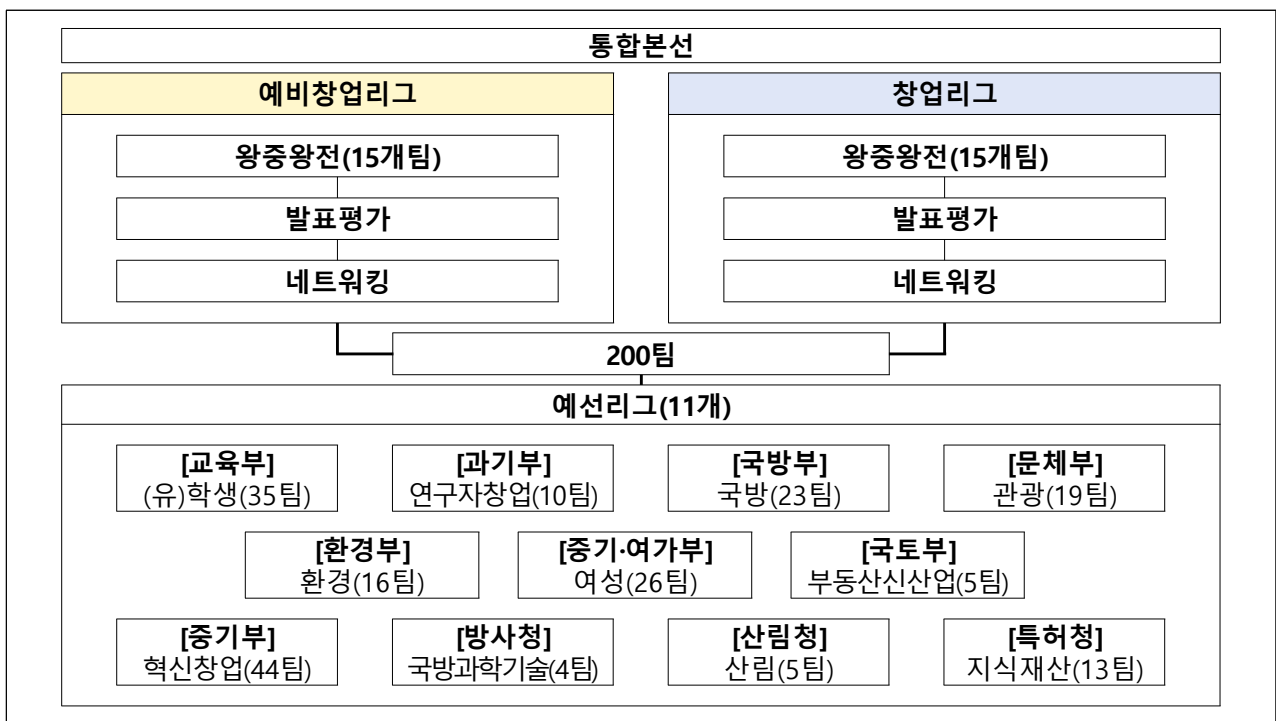 통합본선
예비창업리그
창업리그
왕중왕전(15개팀)
왕중왕전(15개팀)
발표평가
발표평가
네트워킹
네트워킹
200팀
예선리그(11개)
[교육부]
(유)학생(35팀)
[과기부]
연구자창업(10팀)
[국방부]
국방(23팀)
[문체부]
관광(19팀)
[환경부]
환경(16팀)
[중기·여가부]
여성(26팀)
[국토부]
부동산신산업(5팀)
[중기부]
혁신창업(44팀)
[방사청]
국방과학기술(4팀)
[산림청]
산림(5팀)
[특허청]
지식재산(13팀)